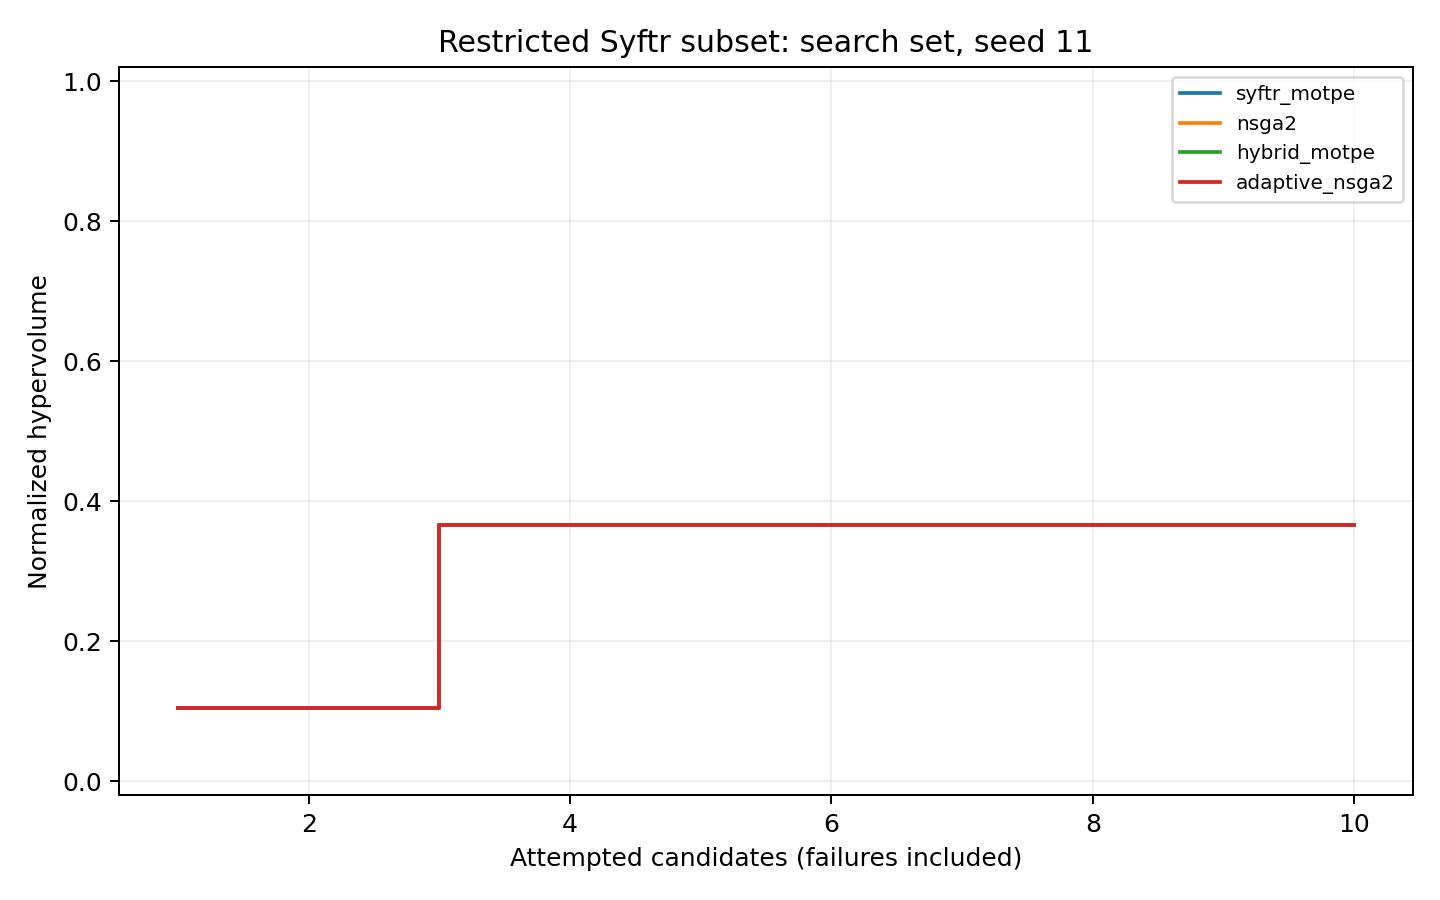 Restricted Syftr subset: search set, seed 11
1.0
0.8
0.6
0.4
0.2
0.0
Normalized hypervolume
syftr_motpe
nsga2
hybrid_motpe
adaptive_nsga2
2 4 6 8 10
Attempted candidates (failures included)